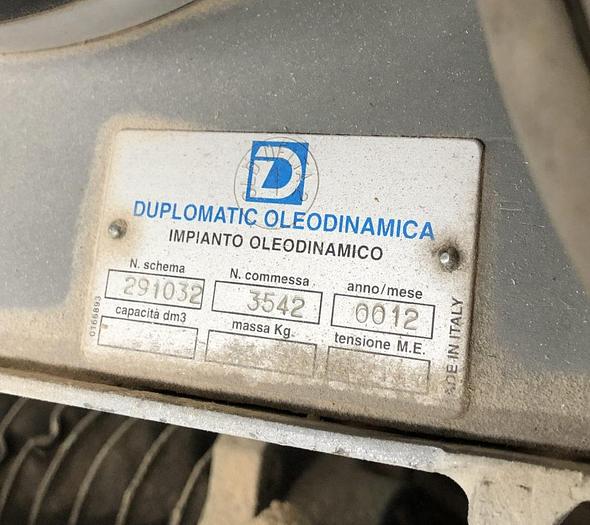 D
DUPLOMATIC OLEODINAMICA
IMPIANTO OLEODINAMICO
N. schema N. commessa anno/mese
291032 3542 0012
capacità dm3 massa Kg. tensione M.E.
0166893
MADE IN ITALY